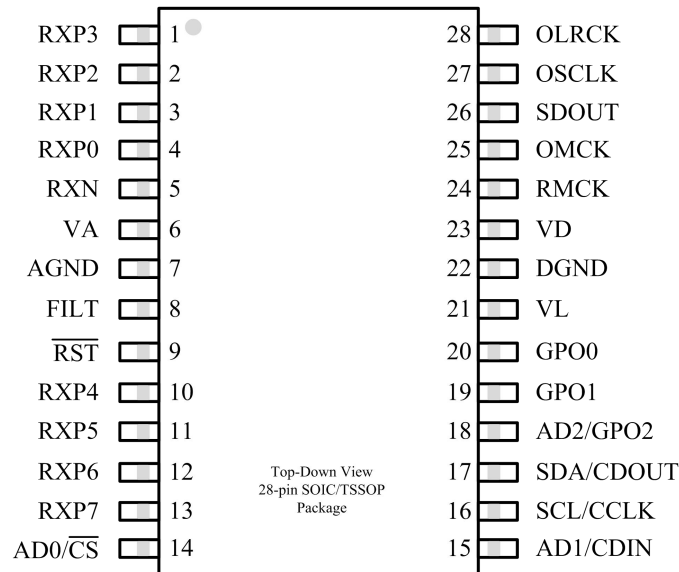 RXP3 1 28 OLRCK
RXP2 2 27 OSCLK
RXP1 3 26 SDOUT
RXP0 4 25 OMCK
RXN 5 24 RMCK
VA 6 23 VD
AGND 7 22 DGND
FILT 8 21 VL
R̅S̅T̅ 9 20 GPO0
RXP4 10 19 GPO1
RXP5 11 18 AD2/GPO2
RXP6 12 17 SDA/CDOUT
RXP7 13 16 SCL/CCLK
AD0/C̅S̅ 14 15 AD1/CDIN
Top-Down View
28-pin SOIC/TSSOP
Package